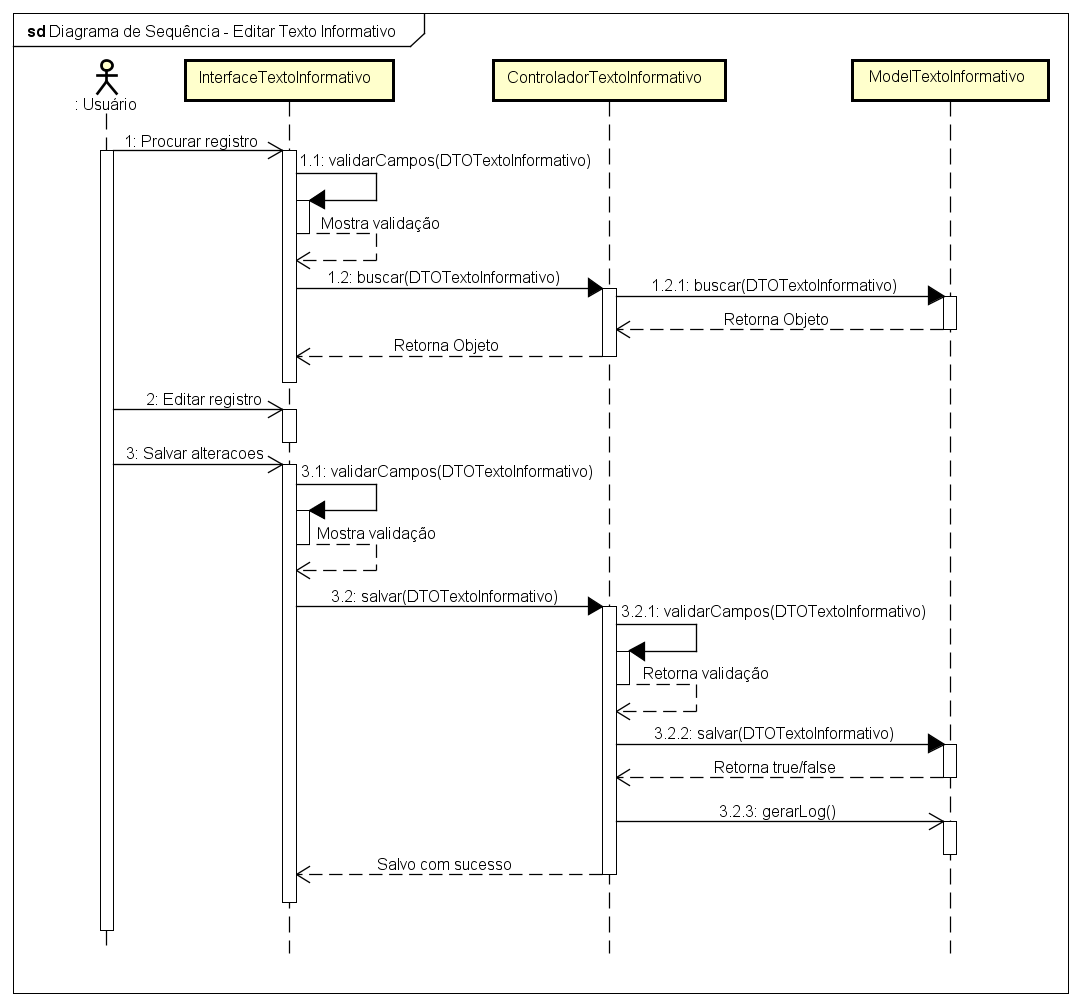 sd Diagrama de Sequência - Editar Texto Informativo
: Usuário
InterfaceTextoInformativo
ControladorTextoInformativo
ModelTextoInformativo
1: Procurar registro
1.1: validarCampos(DTOTextoInformativo)
Mostra validação
1.2: buscar(DTOTextoInformativo)
1.2.1: buscar(DTOTextoInformativo)
Retorna Objeto
Retorna Objeto
2: Editar registro
3: Salvar alteracoes
3.1: validarCampos(DTOTextoInformativo)
Mostra validação
3.2: salvar(DTOTextoInformativo)
3.2.1: validarCampos(DTOTextoInformativo)
Retorna validação
3.2.2: salvar(DTOTextoInformativo)
Retorna true/false
3.2.3: gerarLog()
Salvo com sucesso